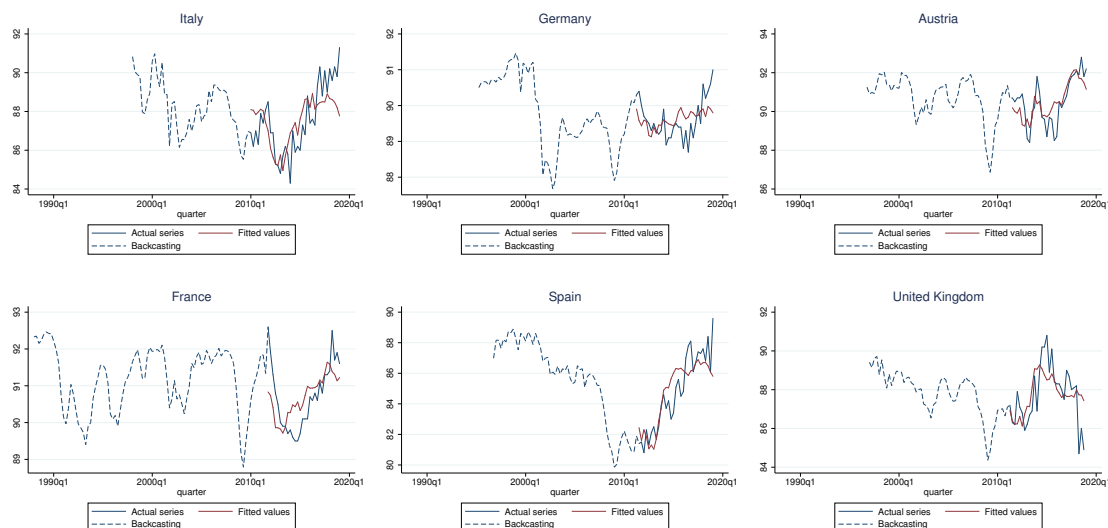 Italy
92
90
88
86
84
1990q1 2000q1 2010q1 2020q1
quarter
Actual series Fitted values
Backcasting
Germany
92
91
90
89
88
1990q1 2000q1 2010q1 2020q1
quarter
Actual series Fitted values
Backcasting
Austria
94
92
90
88
86
1990q1 2000q1 2010q1 2020q1
quarter
Actual series Fitted values
Backcasting
France
93
92
91
90
89
1990q1 2000q1 2010q1 2020q1
quarter
Actual series Fitted values
Backcasting
Spain
90
88
86
84
82
80
1990q1 2000q1 2010q1 2020q1
quarter
Actual series Fitted values
Backcasting
United Kingdom
92
90
88
86
84
1990q1 2000q1 2010q1 2020q1
quarter
Actual series Fitted values
Backcasting